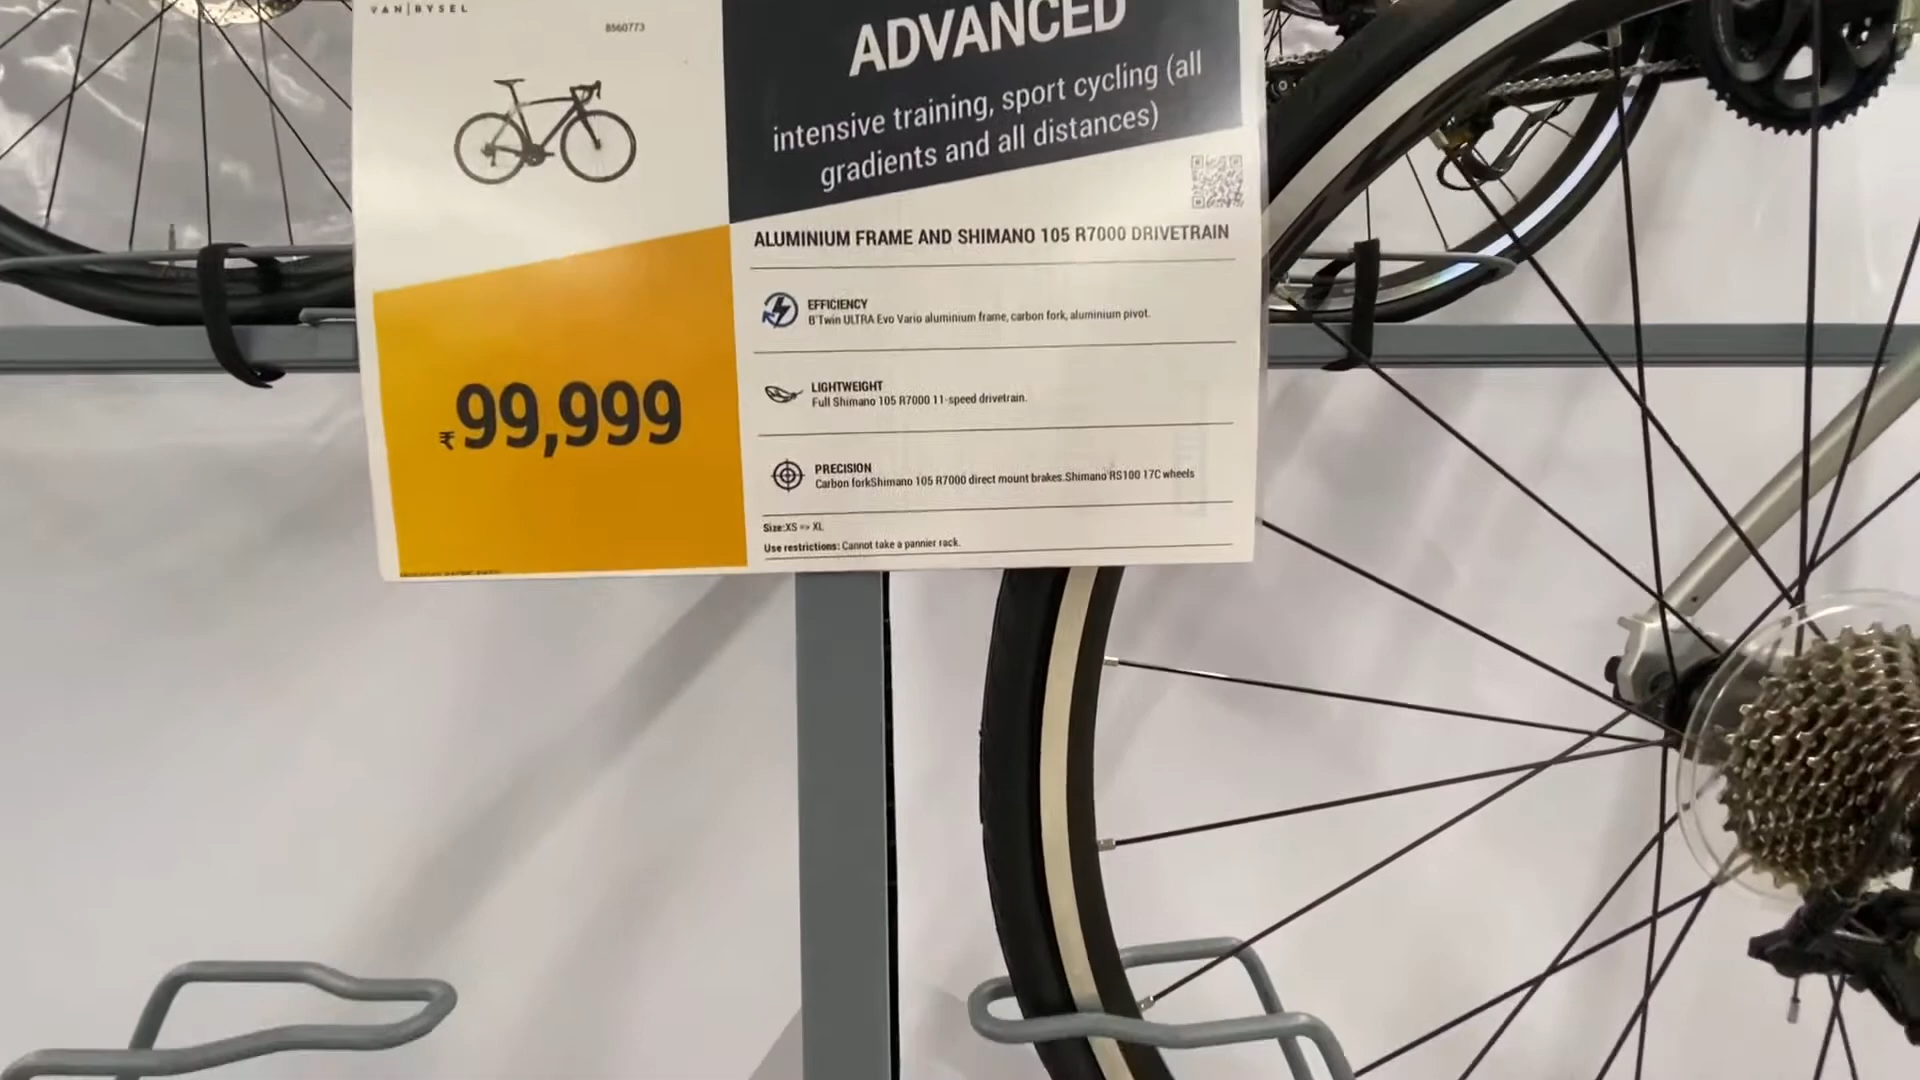 VAN|RYSEL
8560773
ADVANCED
intensive training, sport cycling (all
gradients and all distances)
ALUMINIUM FRAME AND SHIMANO 105 R7000 DRIVETRAIN
EFFICIENCY
B'Twin ULTRA Evo Vario aluminium frame, carbon fork, aluminium pivot.
LIGHTWEIGHT
Full Shimano 105 R7000 11-speed drivetrain.
₹99,999
PRECISION
Carbon forkShimano 105 R7000 direct mount brakes.Shimano RS100 17C wheels
Size:XS => XL
Use restrictions: Cannot take a pannier rack.